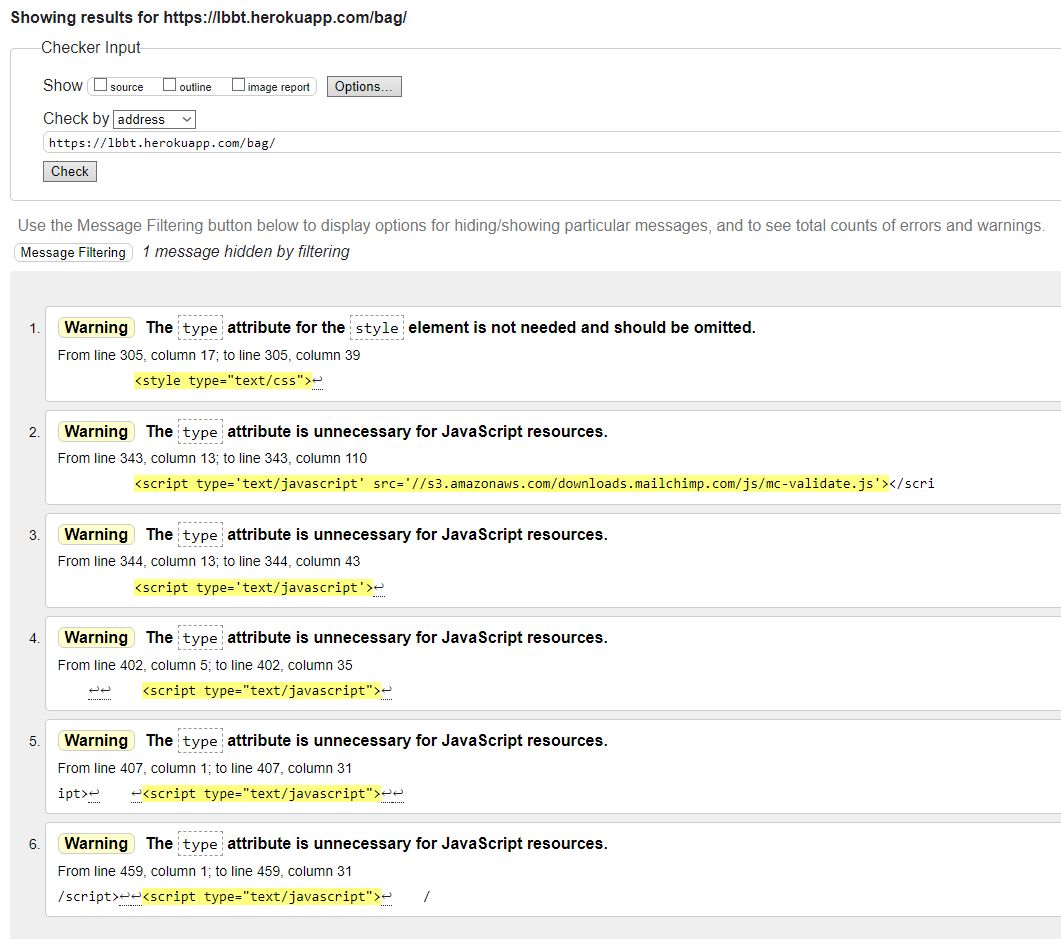 Showing results for https://lbbt.herokuapp.com/bag/
Checker Input
Show source outline image report Options...
Check by address
https://lbbt.herokuapp.com/bag/
Check
Use the Message Filtering button below to display options for hiding/showing particular messages, and to see total counts of errors and warnings.
Message Filtering 1 message hidden by filtering
1. Warning The type attribute for the style element is not needed and should be omitted.
From line 305, column 17; to line 305, column 39
<style type="text/css">↩
2. Warning The type attribute is unnecessary for JavaScript resources.
From line 343, column 13; to line 343, column 110
<script type='text/javascript' src='//s3.amazonaws.com/downloads.mailchimp.com/js/mc-validate.js'></scri
3. Warning The type attribute is unnecessary for JavaScript resources.
From line 344, column 13; to line 344, column 43
<script type='text/javascript'>↩
4. Warning The type attribute is unnecessary for JavaScript resources.
From line 402, column 5; to line 402, column 35
↩↩ <script type="text/javascript">↩
5. Warning The type attribute is unnecessary for JavaScript resources.
From line 407, column 1; to line 407, column 31
ipt>↩ ↩<script type="text/javascript">↩↩
6. Warning The type attribute is unnecessary for JavaScript resources.
From line 459, column 1; to line 459, column 31
/script>↩↩<script type="text/javascript">↩ /